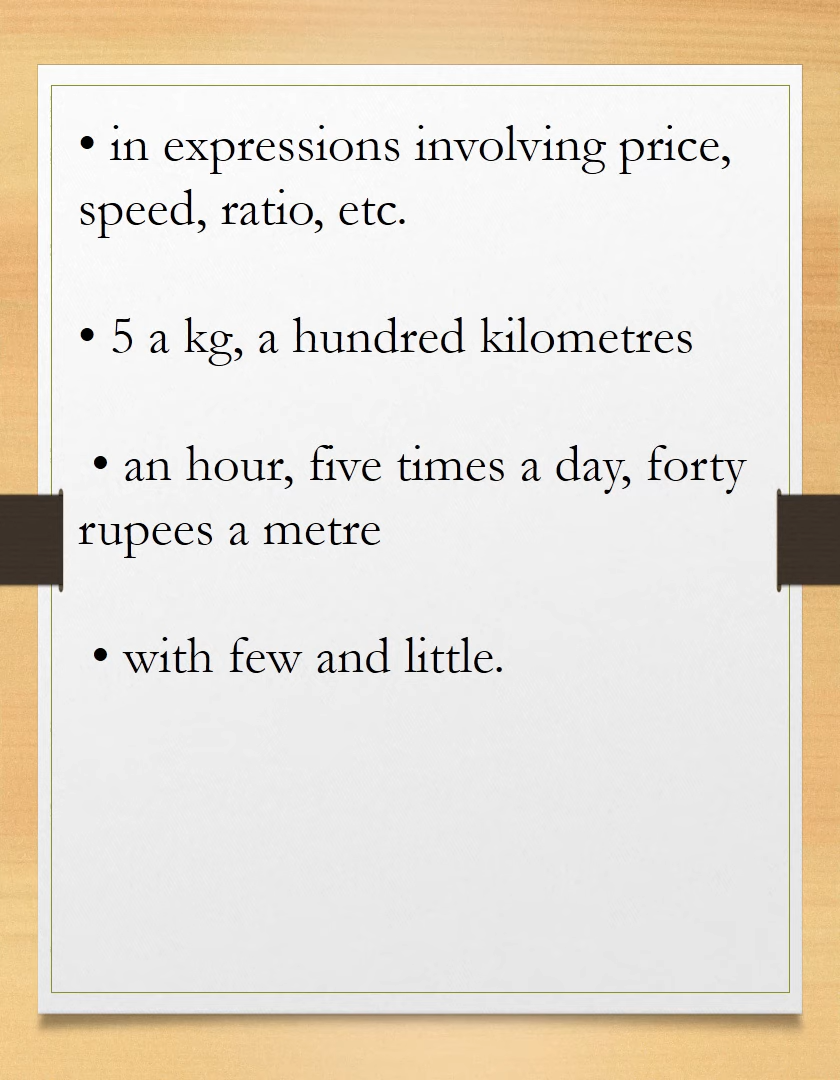 • in expressions involving price,
speed, ratio, etc.
• 5 a kg, a hundred kilometres
• an hour, five times a day, forty
rupees a metre
• with few and little.